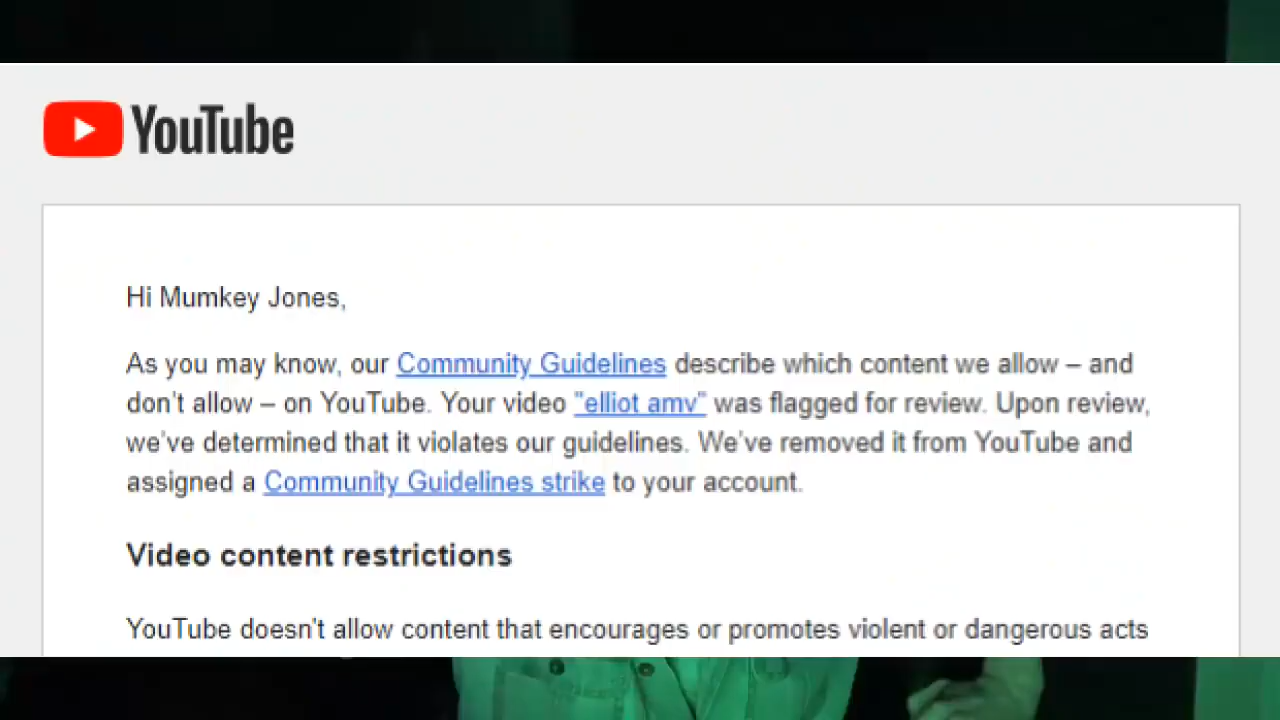 YouTube
Hi Mumkey Jones,
As you may know, our Community Guidelines describe which content we allow – and
don't allow – on YouTube. Your video "elliot amv" was flagged for review. Upon review,
we've determined that it violates our guidelines. We've removed it from YouTube and
assigned a Community Guidelines strike to your account.
Video content restrictions
YouTube doesn't allow content that encourages or promotes violent or dangerous acts